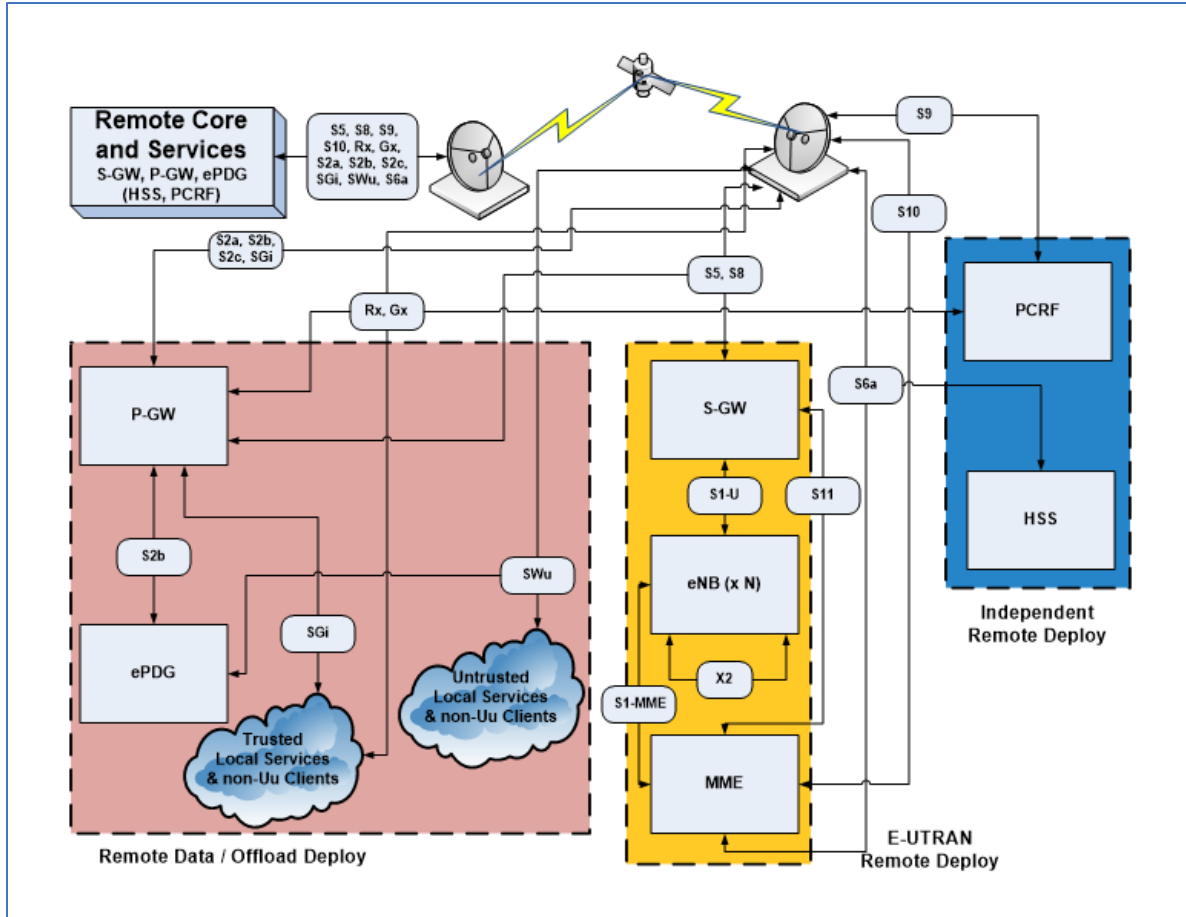 Remote Core
and Services
S-GW, P-GW, ePDG
(HSS, PCRF)
S5, S8, S9,
S10, Rx, Gx,
S2a, S2b, S2c,
SGi, SWu, S6a
S9
S10
S2a, S2b,
S2c, SGi
S5, S8
Rx, Gx
PCRF
P-GW
S-GW
S6a
S1-U
S11
HSS
S2b
SWu
eNB (x N)
SGi
Independent
Remote Deploy
ePDG
Untrusted
Local Services
& non-Uu Clients
X2
S1-MME
Trusted
Local Services
& non-Uu Clients
MME
Remote Data / Offload Deploy
E-UTRAN
Remote Deploy